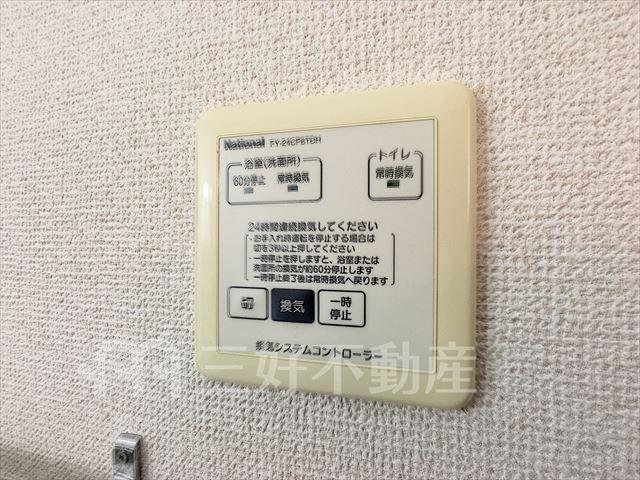 National FY-24CP8TDH
浴室(洗面所)
60分停止 常時換気
トイレ
常時換気
24時間連続換気してください
・お手入れ時運転を停止する場合は
切を3秒以上押してください
・一時停止を押しますと、浴室または
洗面所の換気が約60分停止します
一時停止終了後は常時換気へ戻ります
切
換気
一時
停止
換気システムコントローラー
三好不動産